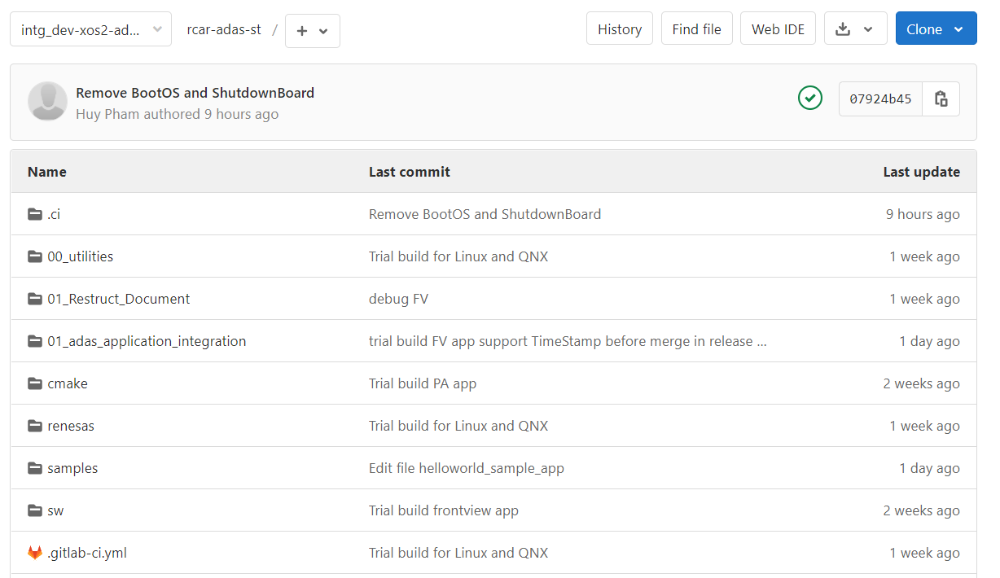 intg_dev-xos2-ad... rcar-adas-st / + History Find file Web IDE Clone
Remove BootOS and ShutdownBoard
Huy Pham authored 9 hours ago
07924b45
Name Last commit Last update
.ci Remove BootOS and ShutdownBoard 9 hours ago
00_utilities Trial build for Linux and QNX 1 week ago
01_Restruct_Document debug FV 1 week ago
01_adas_application_integration trial build FV app support TimeStamp before merge in release ... 1 day ago
cmake Trial build PA app 2 weeks ago
renesas Trial build for Linux and QNX 1 week ago
samples Edit file helloworld_sample_app 1 day ago
sw Trial build frontview app 2 weeks ago
.gitlab-ci.yml Trial build for Linux and QNX 1 week ago